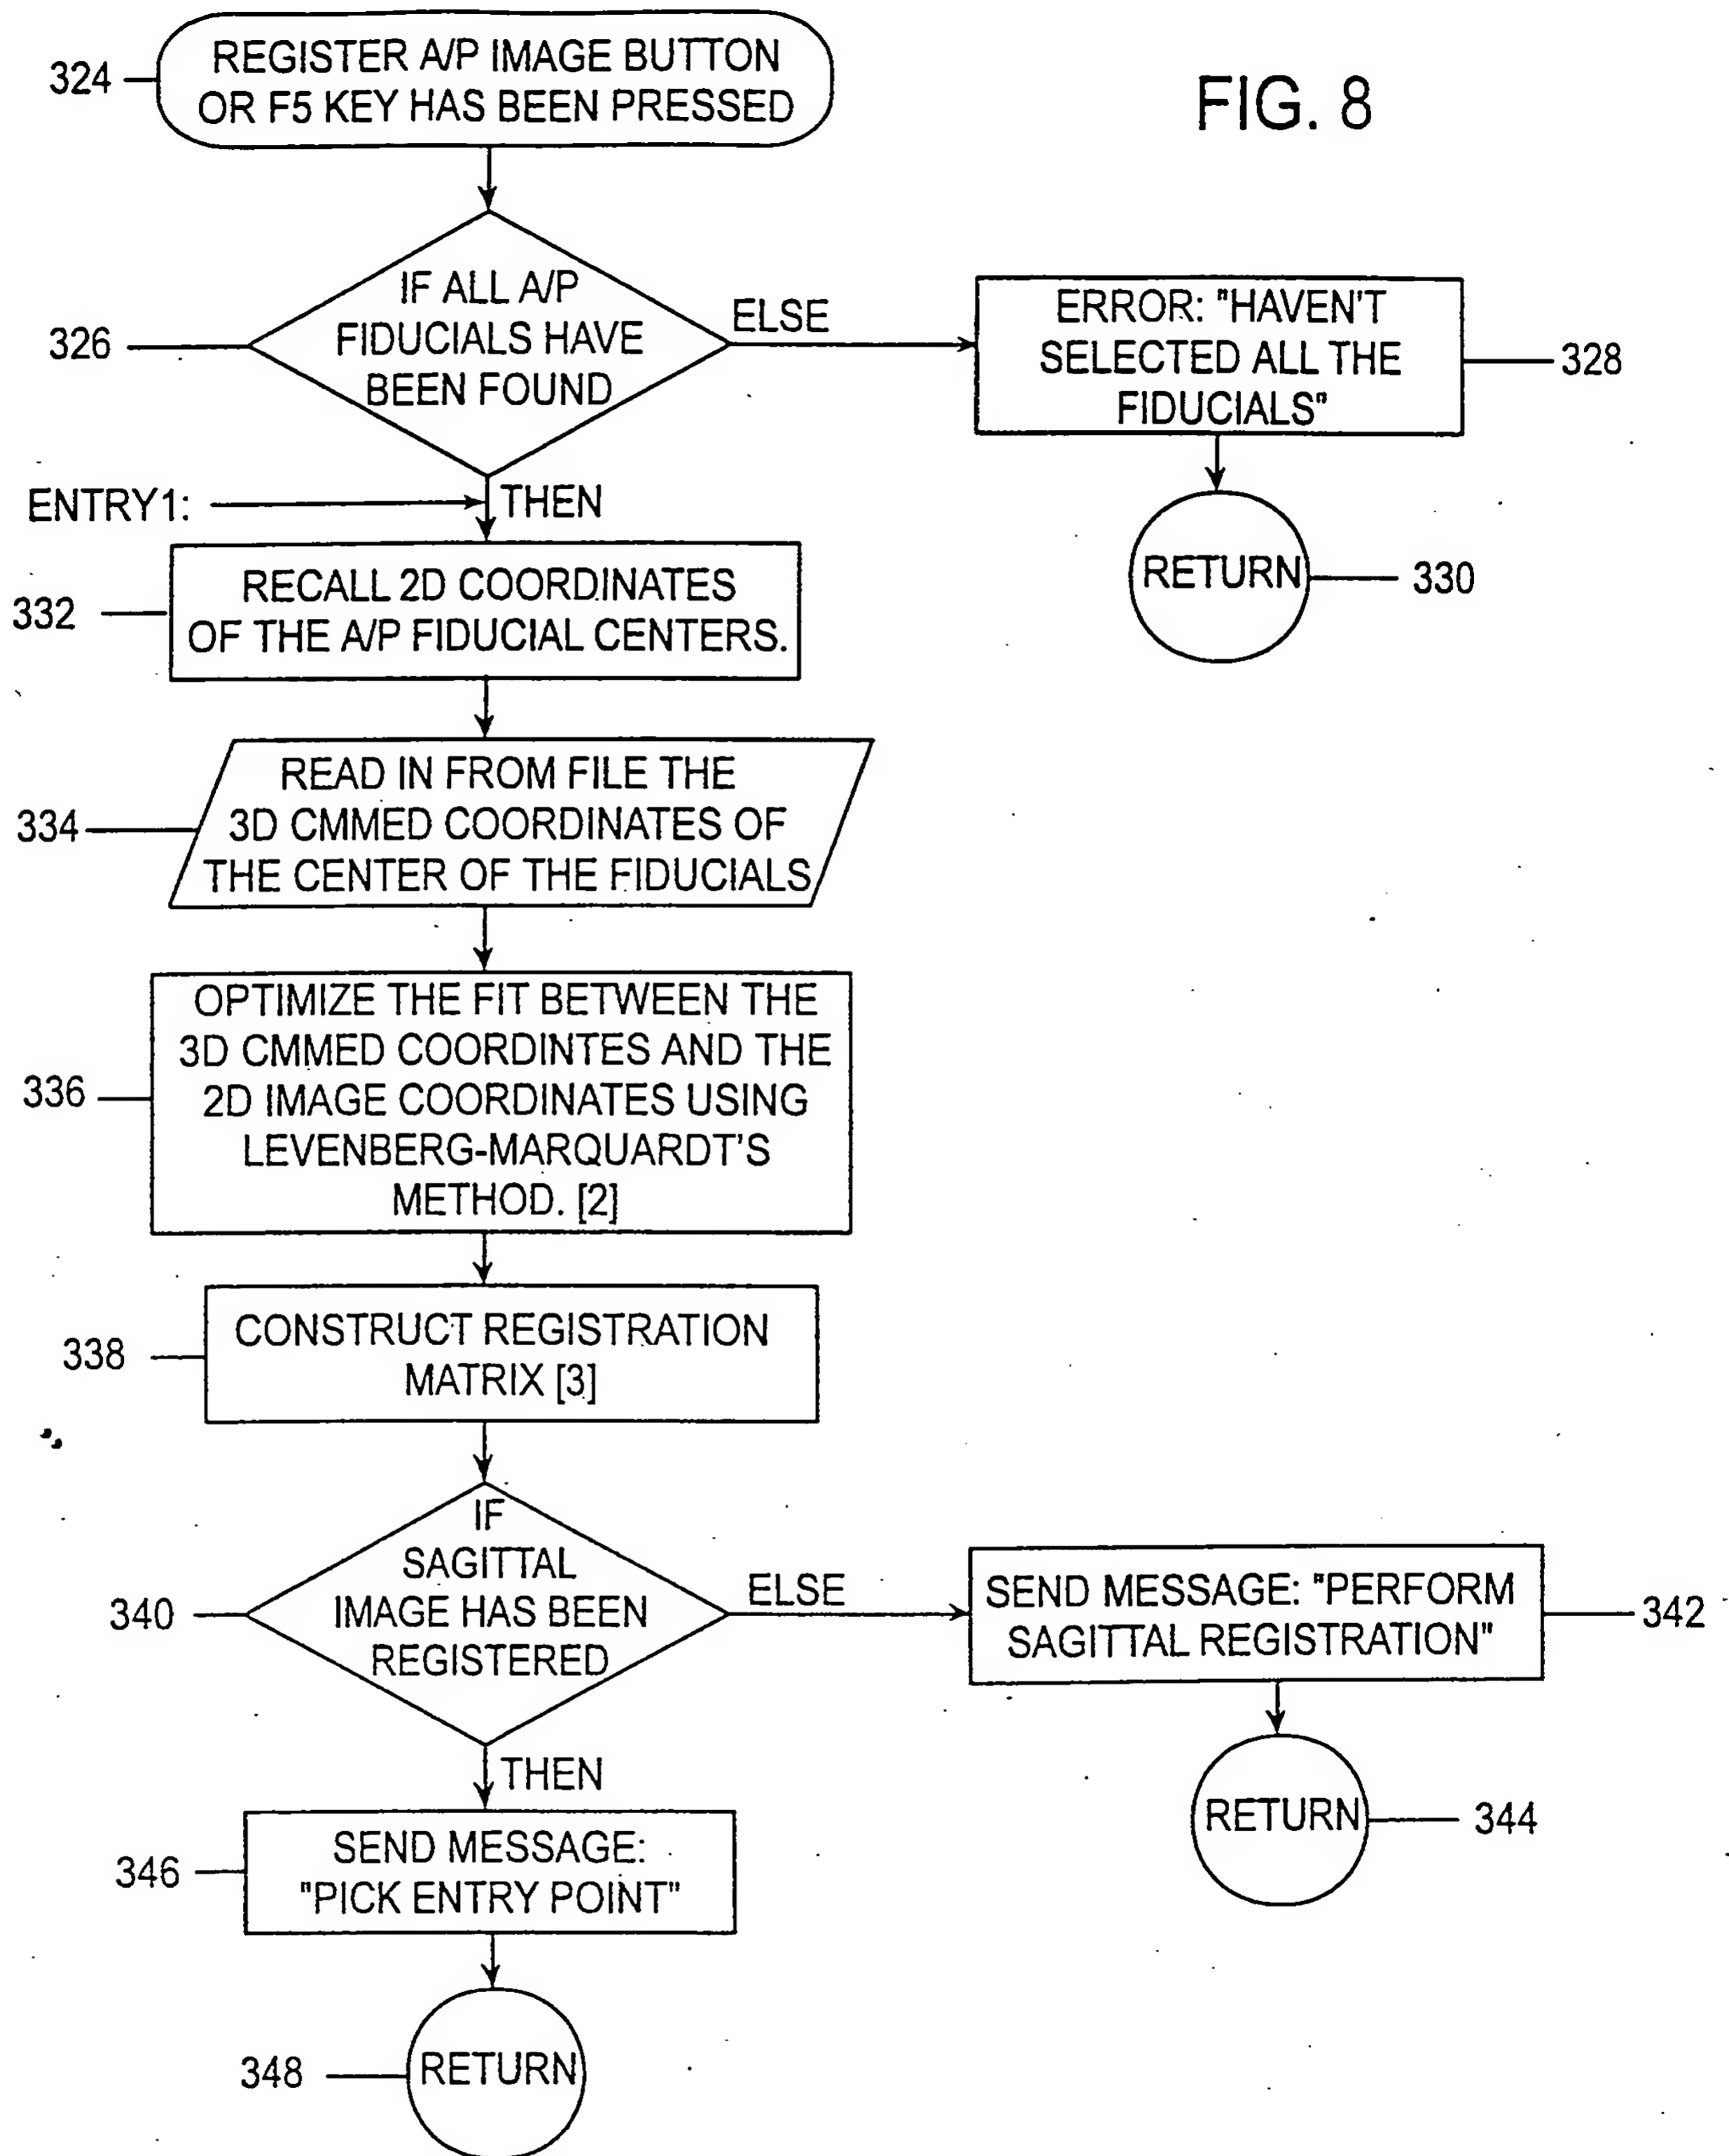 FIG. 8
324
REGISTER A/P IMAGE BUTTON
OR F5 KEY HAS BEEN PRESSED
326
IF ALL A/P
FIDUCIALS HAVE
BEEN FOUND
ELSE
ERROR: "HAVEN'T
SELECTED ALL THE
FIDUCIALS"
328
RETURN
330
ENTRY1:
THEN
332
RECALL 2D COORDINATES
OF THE A/P FIDUCIAL CENTERS.
334
READ IN FROM FILE THE
3D CMMED COORDINATES OF
THE CENTER OF THE FIDUCIALS
336
OPTIMIZE THE FIT BETWEEN THE
3D CMMED COORDINTES AND THE
2D IMAGE COORDINATES USING
LEVENBERG-MARQUARDT'S
METHOD. [2]
338
CONSTRUCT REGISTRATION
MATRIX [3]
340
IF
SAGITTAL
IMAGE HAS BEEN
REGISTERED
ELSE
SEND MESSAGE: "PERFORM
SAGITTAL REGISTRATION"
342
RETURN
344
THEN
346
SEND MESSAGE:
"PICK ENTRY POINT"
348
RETURN